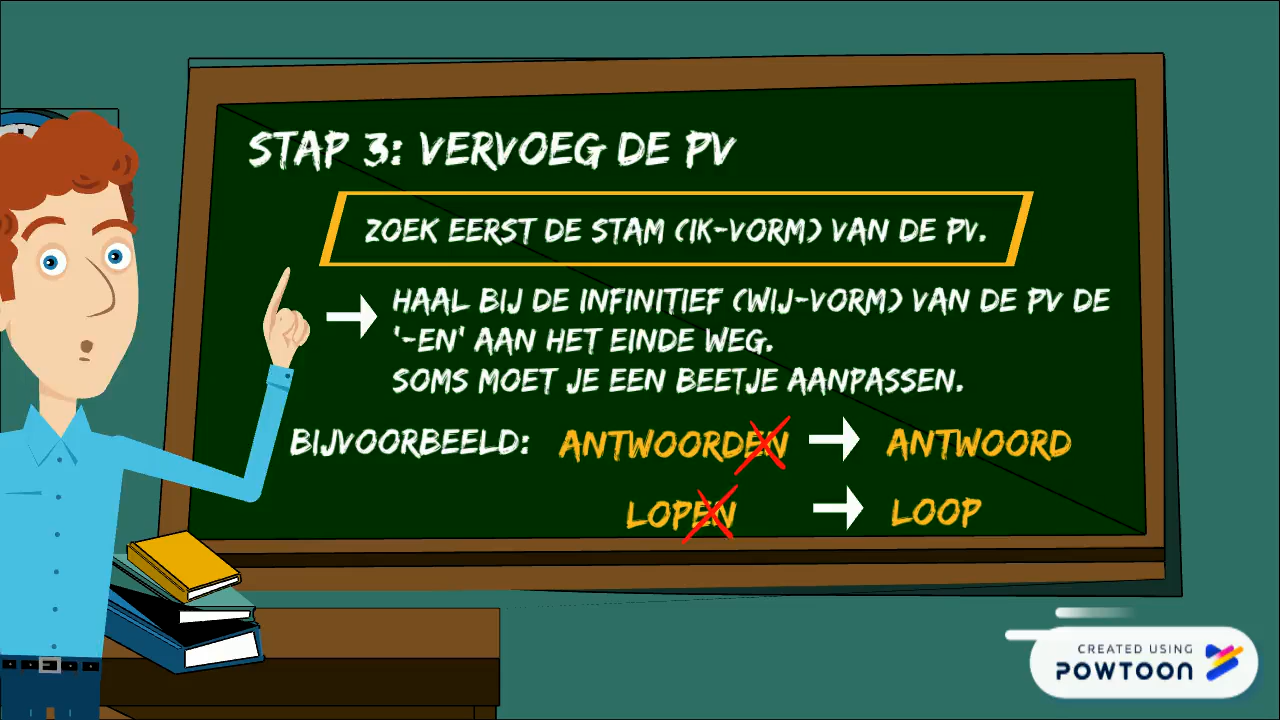 STAP 3: VERVOEG DE PV
ZOEK EERST DE STAM (IK-VORM) VAN DE PV.
HAAL BIJ DE INFINITIEF (WIJ-VORM) VAN DE PV DE
'-EN' AAN HET EINDE WEG.
SOMS MOET JE EEN BEETJE AANPASSEN.
BIJVOORBEELD: ANTWOORDEN → ANTWOORD
LOPEN → LOOP
CREATED USING
POWTOON